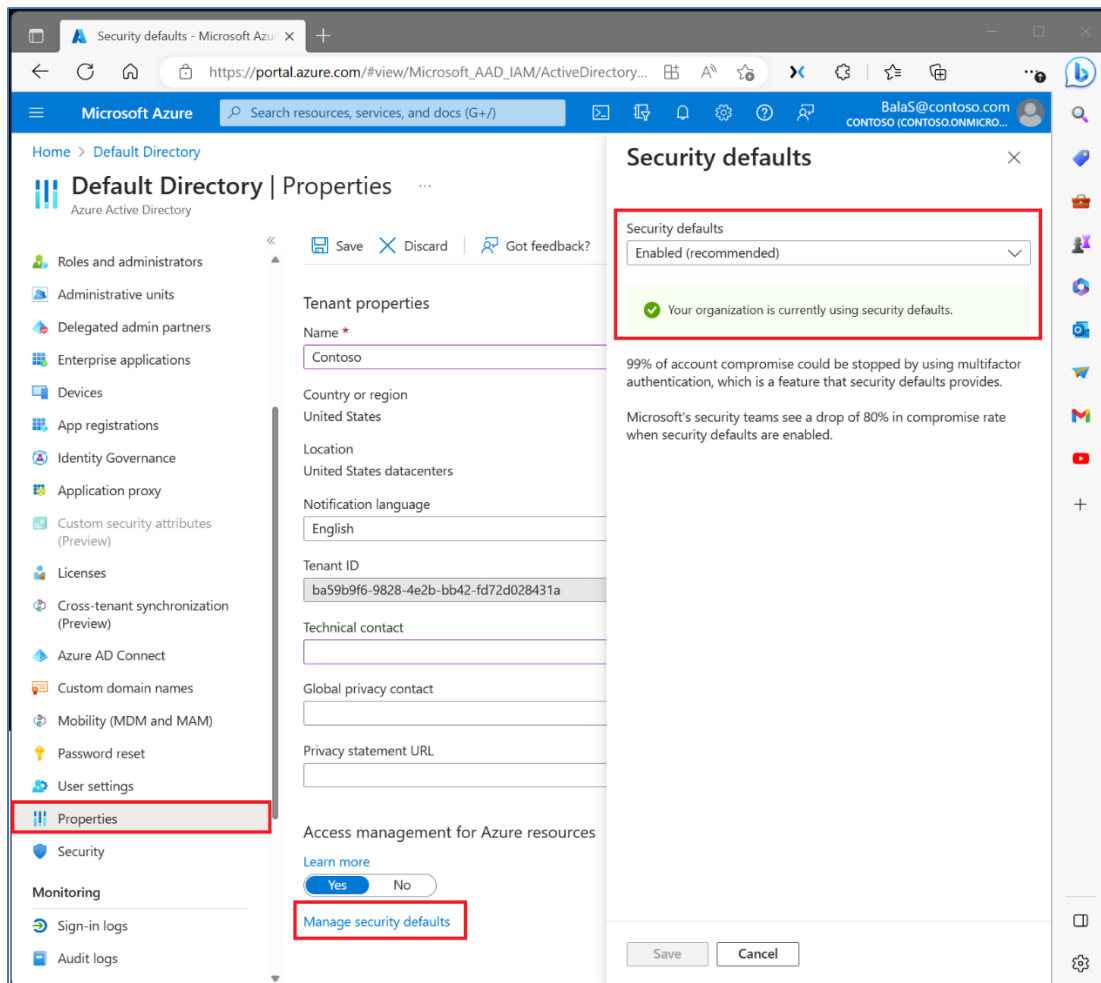 Security defaults - Microsoft Azu
https://portal.azure.com/#view/Microsoft_AAD_IAM/ActiveDirectory...
Microsoft Azure
Search resources, services, and docs (G+/)
BalaS@contoso.com
CONTOSO (CONTOSO.ONMICRO...
Home > Default Directory
Default Directory | Properties ...
Azure Active Directory
Roles and administrators
Administrative units
Delegated admin partners
Enterprise applications
Devices
App registrations
Identity Governance
Application proxy
Custom security attributes
(Preview)
Licenses
Cross-tenant synchronization
(Preview)
Azure AD Connect
Custom domain names
Mobility (MDM and MAM)
Password reset
User settings
Properties
Security
Monitoring
Sign-in logs
Audit logs
Save Discard Got feedback?
Tenant properties
Name *
Contoso
Country or region
United States
Location
United States datacenters
Notification language
English
Tenant ID
ba59b9f6-9828-4e2b-bb42-fd72d028431a
Technical contact
Global privacy contact
Privacy statement URL
Access management for Azure resources
Learn more
Yes No
Manage security defaults
Security defaults
Security defaults
Enabled (recommended)
Your organization is currently using security defaults.
99% of account compromise could be stopped by using multifactor
authentication, which is a feature that security defaults provides.
Microsoft's security teams see a drop of 80% in compromise rate
when security defaults are enabled.
Save Cancel